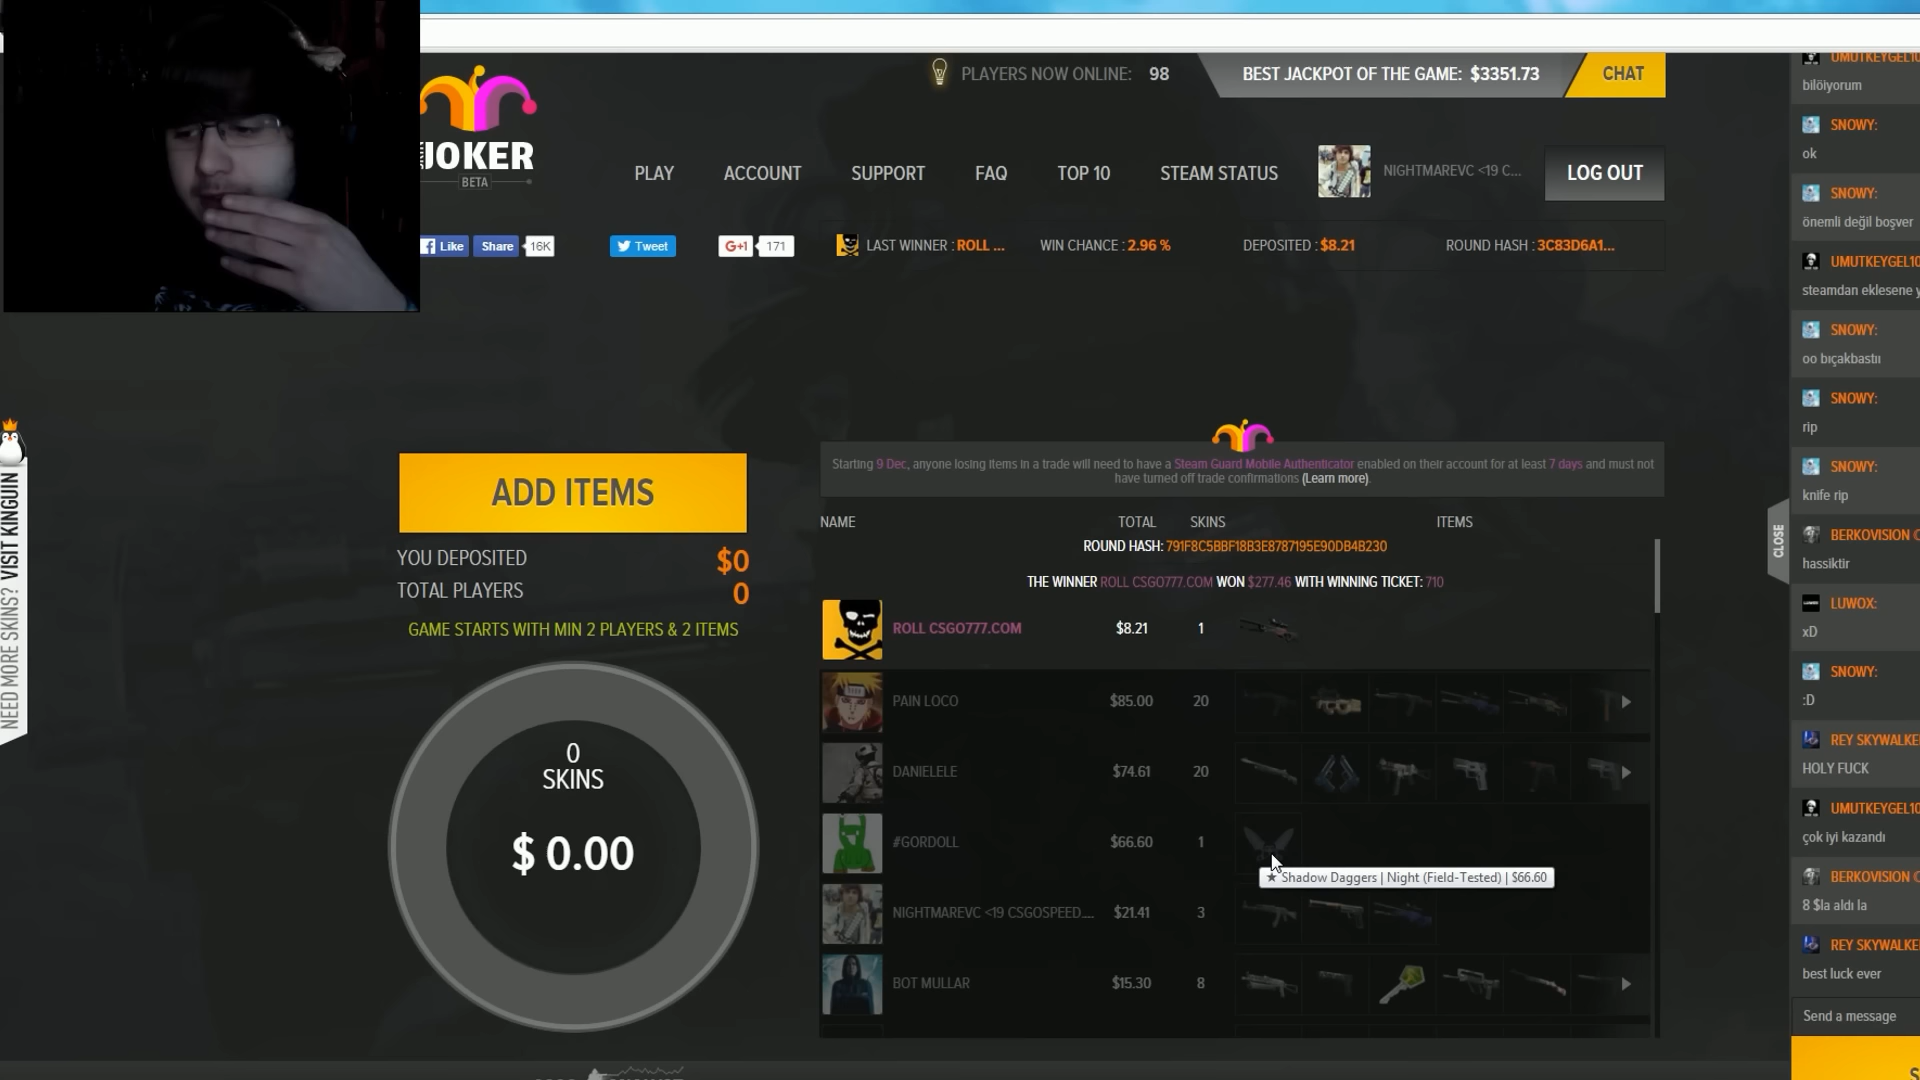 PLAYERS NOW ONLINE: 98
BEST JACKPOT OF THE GAME: $3351.73
CHAT
JOKER
BETA
PLAY
ACCOUNT
SUPPORT
FAQ
TOP 10
STEAM STATUS
NIGHTMAREVC <19 C...
LOG OUT
Like
Share
16K
Tweet
G+1
171
LAST WINNER : ROLL ...
WIN CHANCE : 2.96 %
DEPOSITED : $8.21
ROUND HASH : 3C83D6A1...
NEED MORE SKINS? VISIT KINGUIN
ADD ITEMS
YOU DEPOSITED $0
TOTAL PLAYERS 0
GAME STARTS WITH MIN 2 PLAYERS & 2 ITEMS
0
SKINS
$ 0.00
Starting 9 Dec, anyone losing items in a trade will need to have a Steam Guard Mobile Authenticator enabled on their account for at least 7 days and must not
have turned off trade confirmations (Learn more)
NAME TOTAL SKINS ITEMS
ROUND HASH: 791F8C5BBF18B3E8787195E90DB4B230
THE WINNER ROLL CSGO777.COM WON $277.46 WITH WINNING TICKET: 710
ROLL CSGO777.COM $8.21 1
PAIN LOCO $85.00 20
DANIELELE $74.61 20
#GORDOLL $66.60 1
★ Shadow Daggers | Night (Field-Tested) | $66.60
NIGHTMAREVC <19 CSGOSPEED.... $21.41 3
BOT MULLAR $15.30 8
CLOSE
UMUTKEYGEL10
bilöiyorum
SNOWY:
ok
SNOWY:
önemli değil boşver
UMUTKEYGEL10
steamdan eklesene y
SNOWY:
oo bıçakbastıı
SNOWY:
rip
SNOWY:
knife rip
BERKOVISION
hassiktir
LUWOX:
xD
SNOWY:
:D
REY SKYWALKE
HOLY FUCK
UMUTKEYGEL10
çok iyi kazandı
BERKOVISION
8 $la aldı la
REY SKYWALKE
best luck ever
Send a message